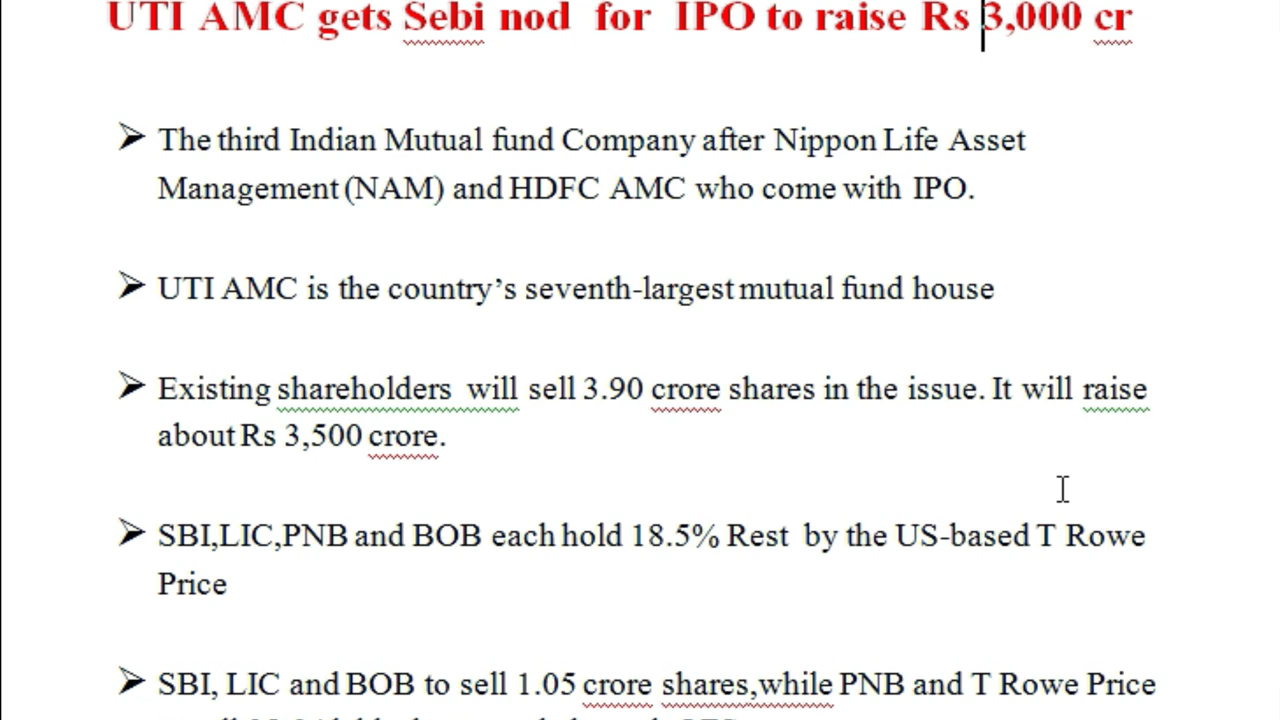 UTI AMC gets Sebi nod for IPO to raise Rs 3,000 cr
➢ The third Indian Mutual fund Company after Nippon Life Asset
Management (NAM) and HDFC AMC who come with IPO.
➢ UTI AMC is the country’s seventh-largest mutual fund house
➢ Existing shareholders will sell 3.90 crore shares in the issue. It will raise
about Rs 3,500 crore.
➢ SBI,LIC,PNB and BOB each hold 18.5% Rest by the US-based T Rowe
Price
➢ SBI, LIC and BOB to sell 1.05 crore shares,while PNB and T Rowe Price